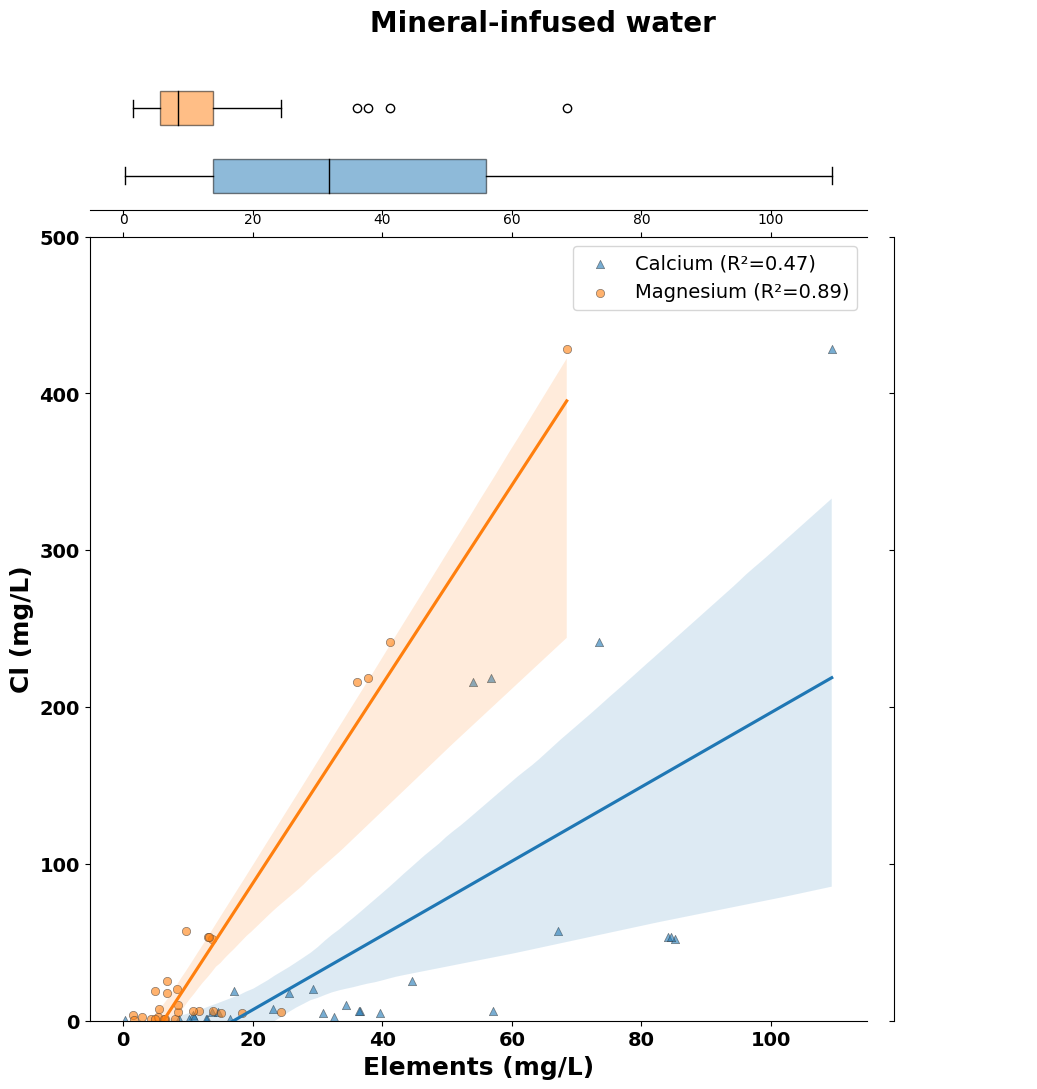 Mineral-infused water
0 20 40 60 80 100
500
Calcium (R²=0.47)
Magnesium (R²=0.89)
400
300
200
100
0
Cl (mg/L)
0 20 40 60 80 100
Elements (mg/L)